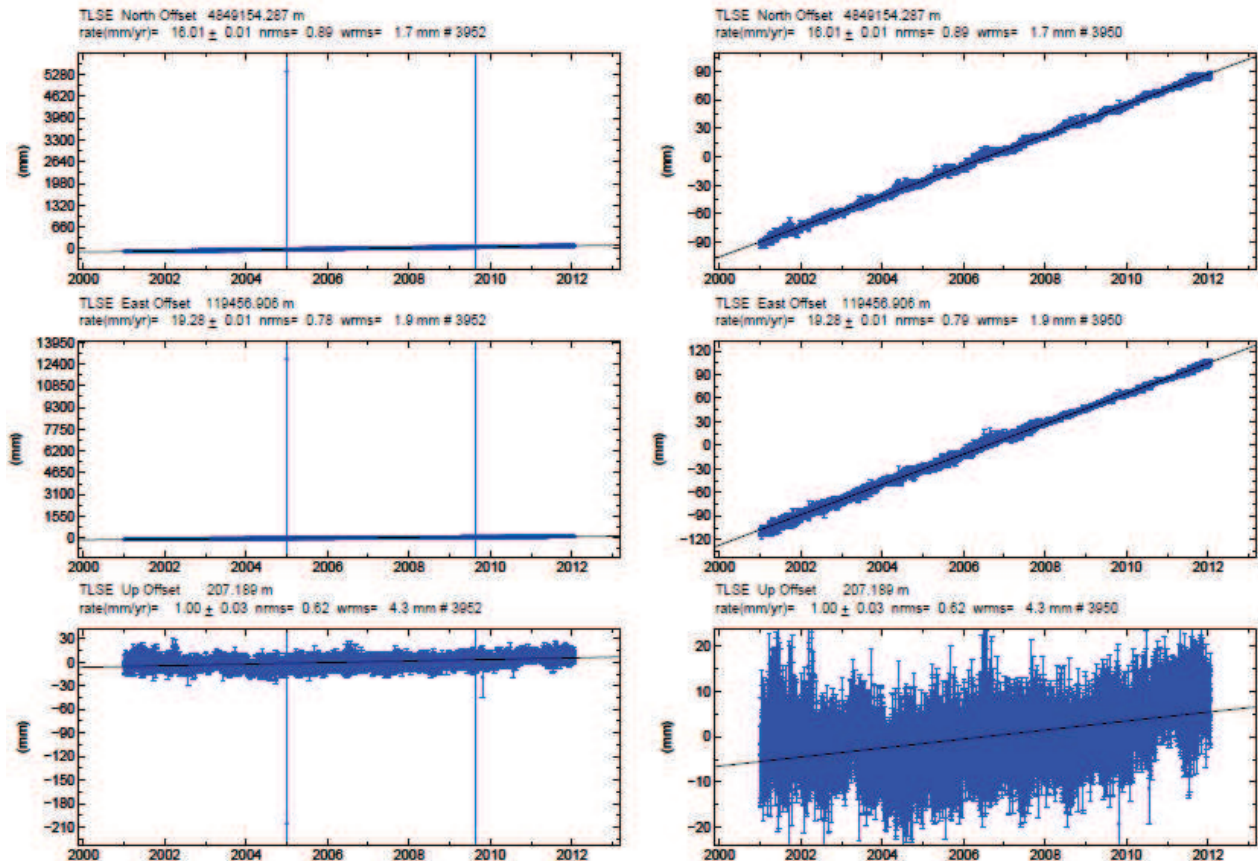 TLSE North Offset 4849154.287 m
rate(mm/yr)= 16.01 ± 0.01 nrms= 0.89 wrms= 1.7 mm # 3952
5280
4620
3960
3300
2640
1980
1320
660
0
(mm)
2000 2002 2004 2006 2008 2010 2012
TLSE North Offset 4849154.287 m
rate(mm/yr)= 16.01 ± 0.01 nrms= 0.89 wrms= 1.7 mm # 3950
90
60
30
0
−30
−60
−90
(mm)
2000 2002 2004 2006 2008 2010 2012
TLSE East Offset 119456.906 m
rate(mm/yr)= 19.28 ± 0.01 nrms= 0.78 wrms= 1.9 mm # 3952
13950
12400
10850
9300
7750
6200
4650
3100
1550
0
(mm)
2000 2002 2004 2006 2008 2010 2012
TLSE East Offset 119456.906 m
rate(mm/yr)= 19.28 ± 0.01 nrms= 0.79 wrms= 1.9 mm # 3950
120
90
60
30
0
−30
−60
−90
−120
(mm)
2000 2002 2004 2006 2008 2010 2012
TLSE Up Offset 207.189 m
rate(mm/yr)= 1.00 ± 0.03 nrms= 0.62 wrms= 4.3 mm # 3952
30
0
−30
−60
−90
−120
−150
−180
−210
(mm)
2000 2002 2004 2006 2008 2010 2012
TLSE Up Offset 207.189 m
rate(mm/yr)= 1.00 ± 0.03 nrms= 0.62 wrms= 4.3 mm # 3950
20
10
0
−10
−20
(mm)
2000 2002 2004 2006 2008 2010 2012